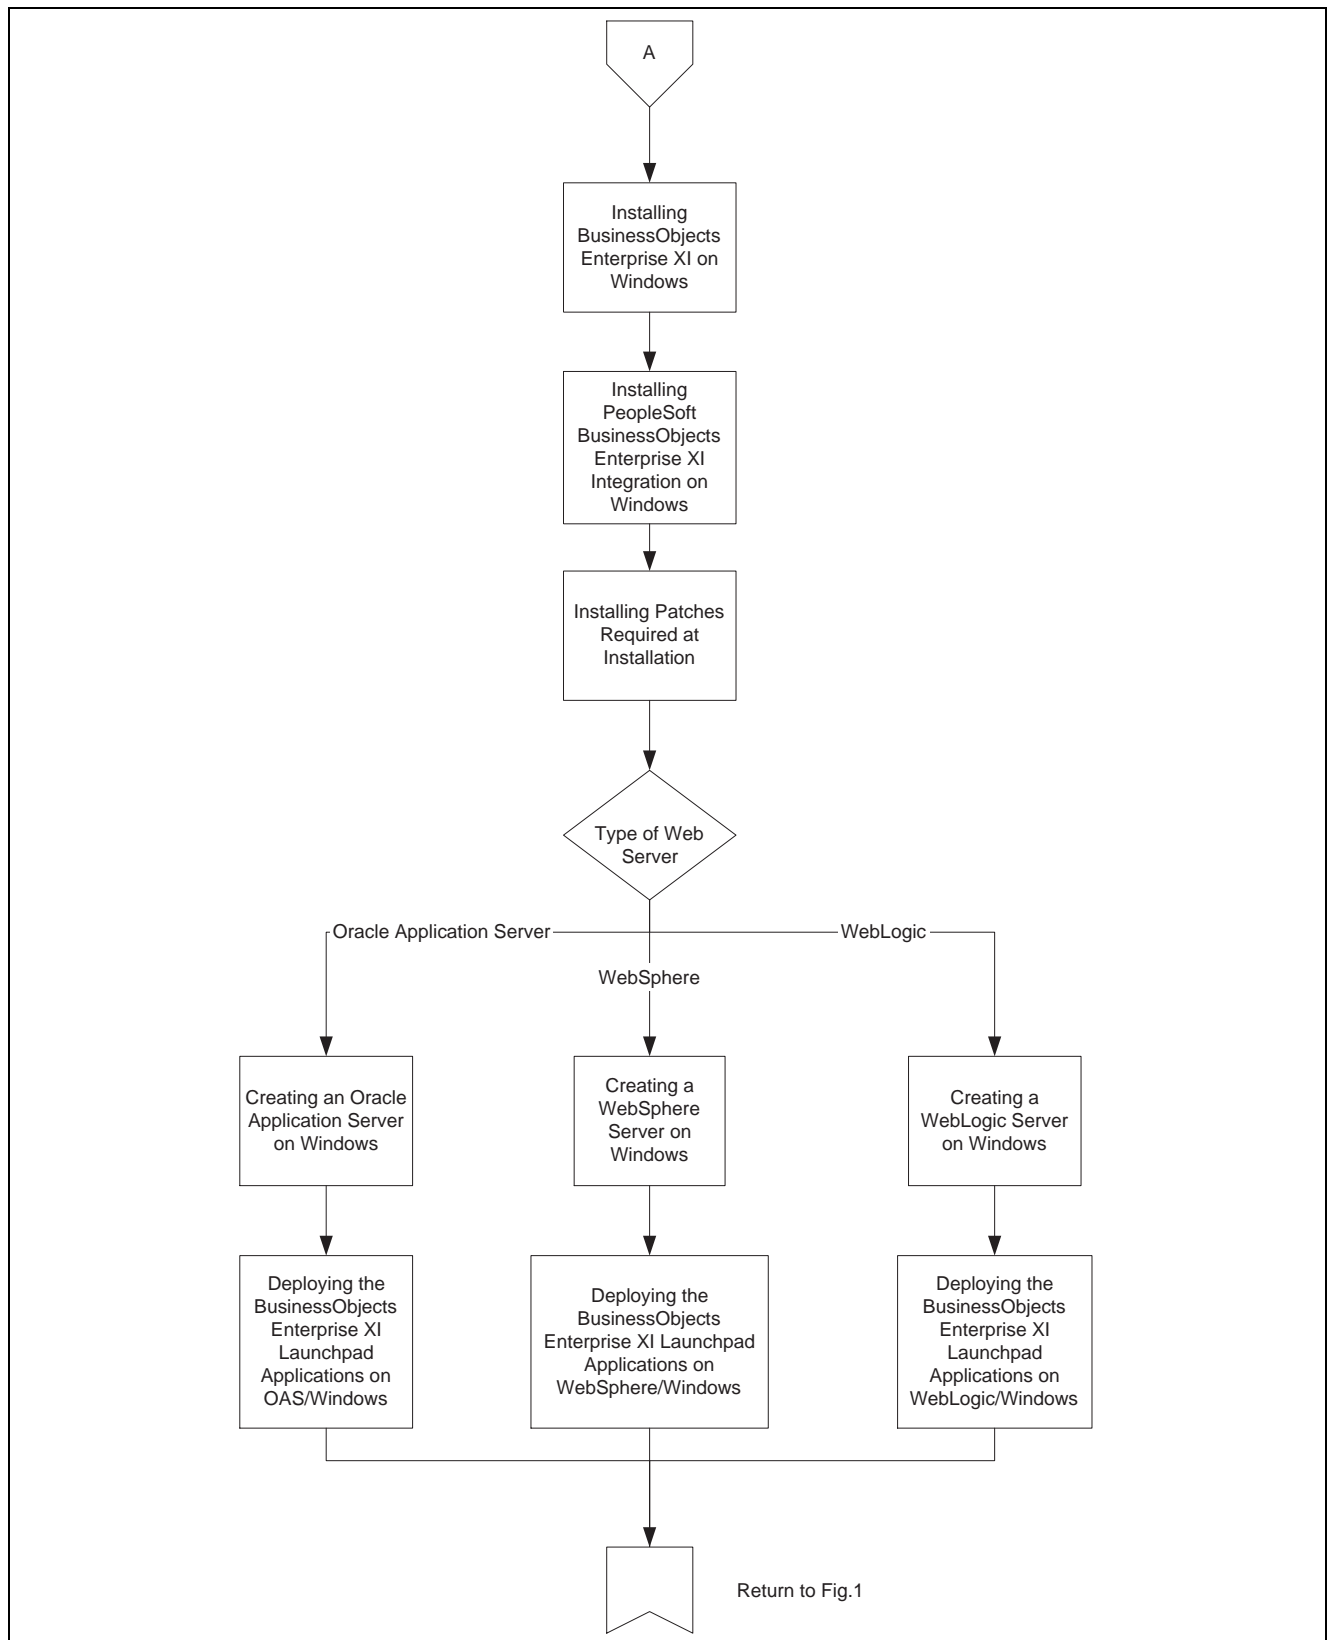 A
Installing
BusinessObjects
Enterprise XI on
Windows
Installing
PeopleSoft
BusinessObjects
Enterprise XI
Integration on
Windows
Installing Patches
Required at
Installation
Type of Web
Server
Oracle Application Server
WebLogic
WebSphere
Creating an Oracle
Application Server
on Windows
Creating a
WebSphere
Server on
Windows
Creating a
WebLogic Server
on Windows
Deploying the
BusinessObjects
Enterprise XI
Launchpad
Applications on
OAS/Windows
Deploying the
BusinessObjects
Enterprise XI Launchpad
Applications on
WebSphere/Windows
Deploying the
BusinessObjects
Enterprise XI
Launchpad
Applications on
WebLogic/Windows
Return to Fig.1